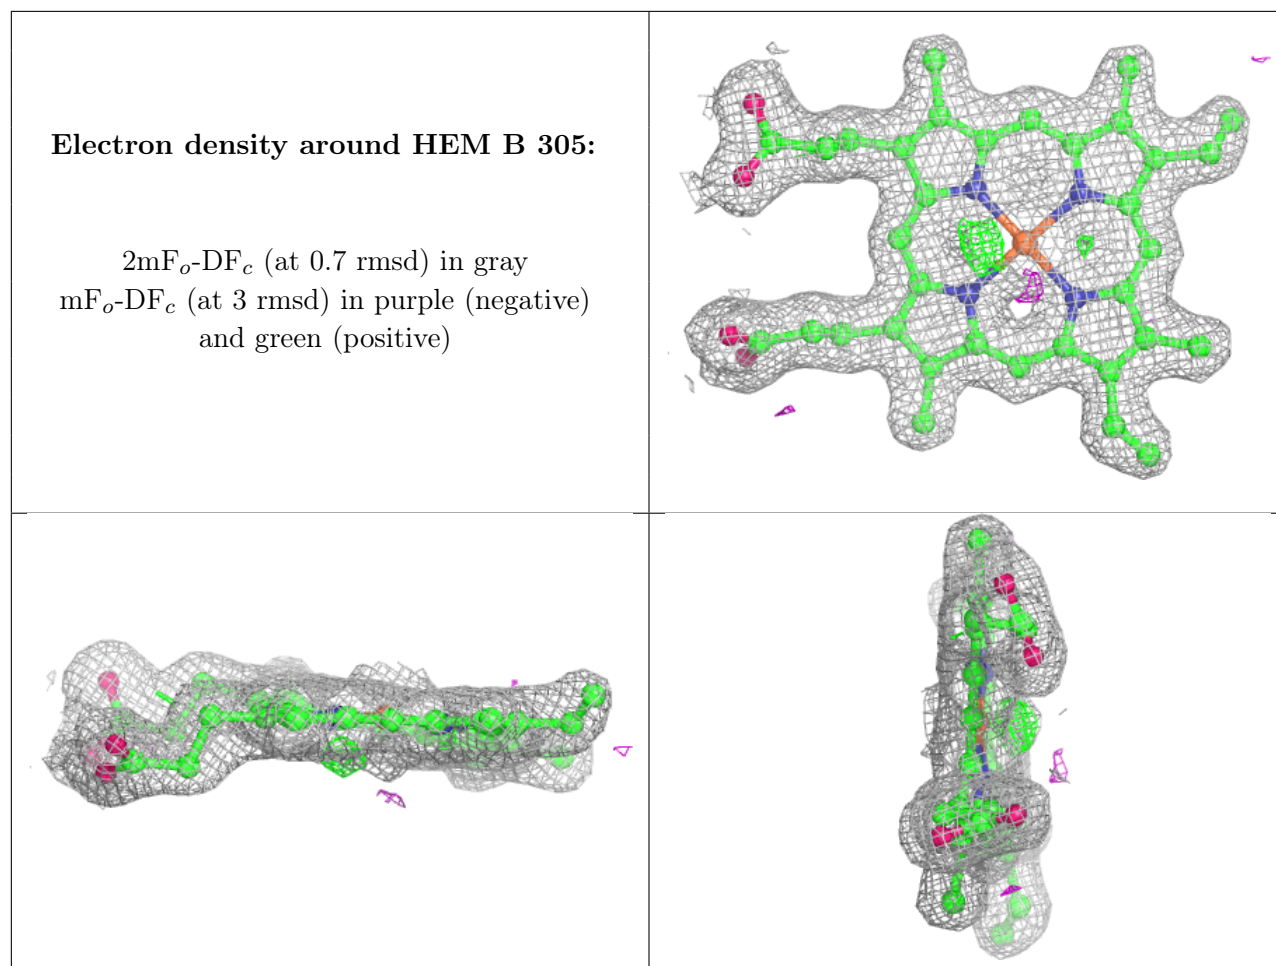 Electron density around HEM B 305:
2mFo-DFc (at 0.7 rmsd) in gray
mFo-DFc (at 3 rmsd) in purple (negative)
and green (positive)